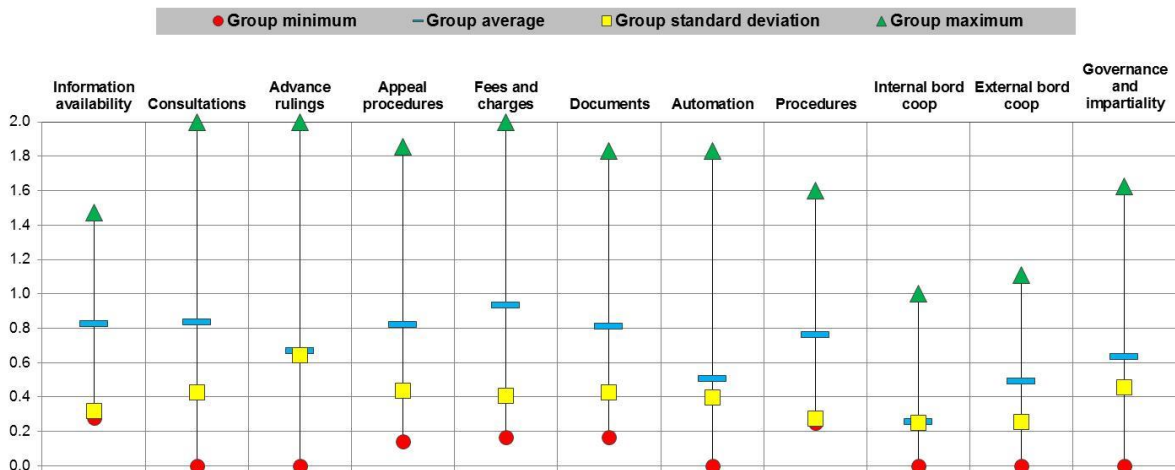 Group minimum Group average Group standard deviation Group maximum
Information availability
Consultations
Advance rulings
Appeal procedures
Fees and charges
Documents
Automation
Procedures
Internal bord coop
External bord coop
Governance and impartiality
2.0
1.8
1.6
1.4
1.2
1.0
0.8
0.6
0.4
0.2
0.0